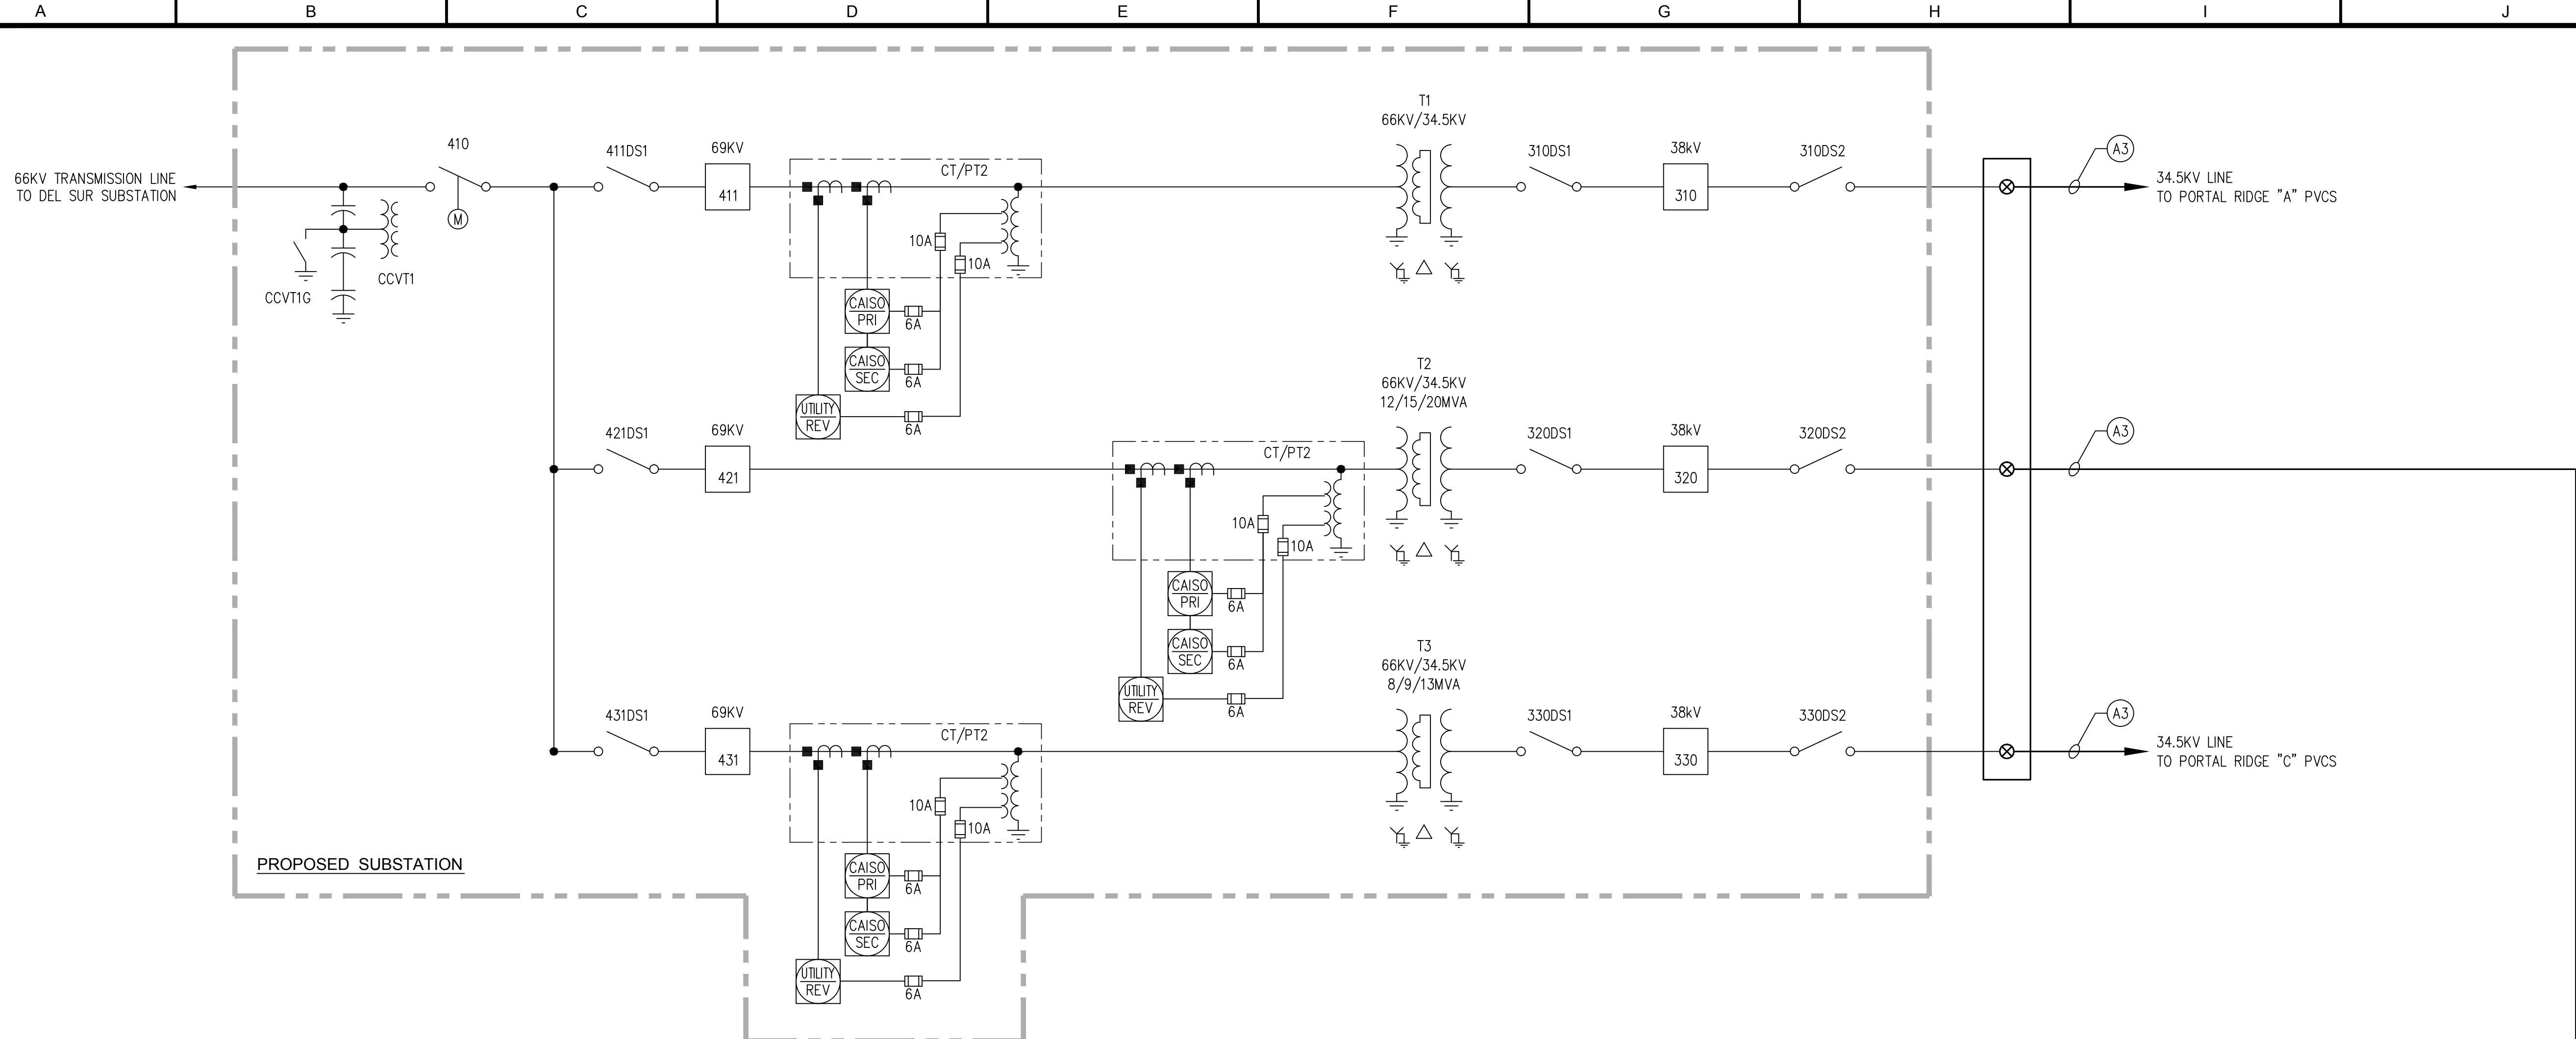 A B C D E F G H I J
66KV TRANSMISSION LINE
TO DEL SUR SUBSTATION
CCVT1G
CCVT1
410
M
411DS1
69KV
411
CT/PT2
10A
10A
CAISO
PRI
6A
CAISO
SEC
6A
UTILITY
REV
6A
T1
66KV/34.5KV
310DS1
38kV
310
310DS2
A3
34.5KV LINE
TO PORTAL RIDGE "A" PVCS
421DS1
69KV
421
CT/PT2
10A
10A
CAISO
PRI
6A
CAISO
SEC
6A
UTILITY
REV
6A
T2
66KV/34.5KV
12/15/20MVA
320DS1
38kV
320
320DS2
A3
431DS1
69KV
431
CT/PT2
10A
10A
CAISO
PRI
6A
CAISO
SEC
6A
UTILITY
REV
6A
T3
66KV/34.5KV
8/9/13MVA
330DS1
38kV
330
330DS2
A3
34.5KV LINE
TO PORTAL RIDGE "C" PVCS
PROPOSED SUBSTATION